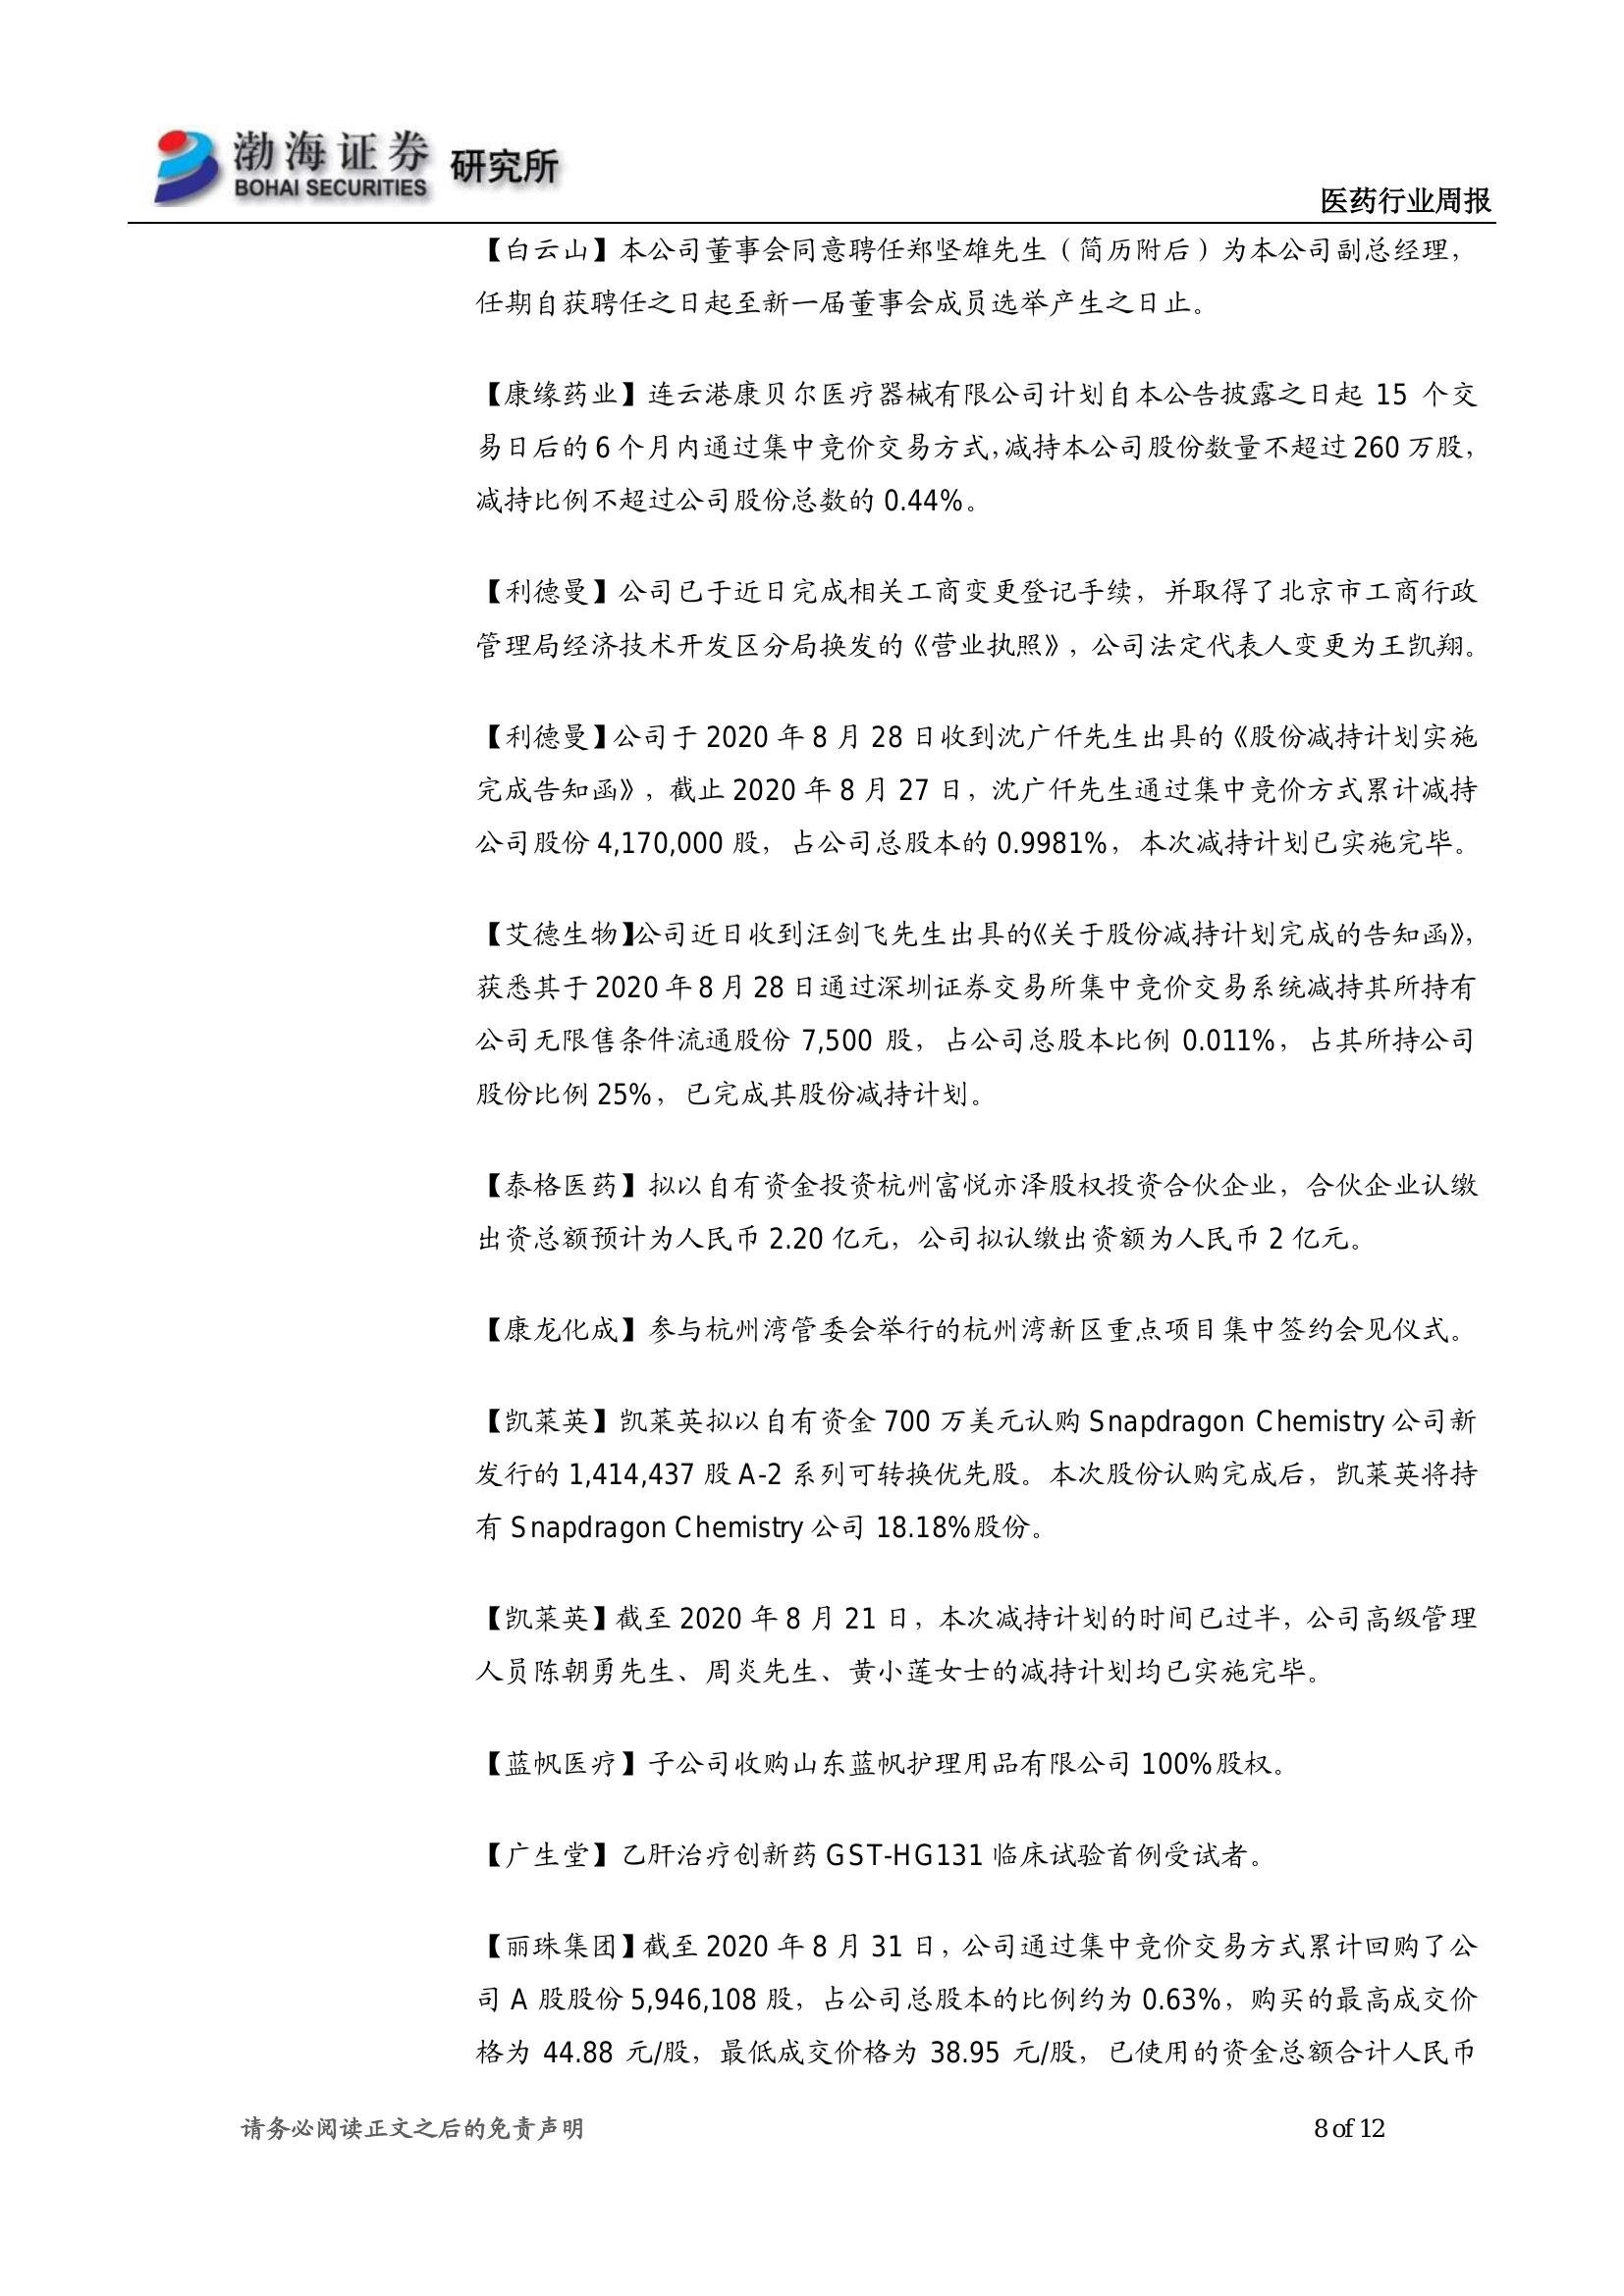 渤海证券 研究所
BOHAI SECURITIES
医药行业周报
【白云山】本公司董事会同意聘任郑坚雄先生（简历附后）为本公司副总经理，
任期自获聘任之日起至新一届董事会成员选举产生之日止。
【康缘药业】连云港康贝尔医疗器械有限公司计划自本公告披露之日起 15 个交
易日后的 6 个月内通过集中竞价交易方式，减持本公司股份数量不超过 260 万股，
减持比例不超过公司股份总数的 0.44%。
【利德曼】公司已于近日完成相关工商变更登记手续，并取得了北京市工商行政
管理局经济技术开发区分局换发的《营业执照》，公司法定代表人变更为王凯翔。
【利德曼】公司于 2020 年 8 月 28 日收到沈广仟先生出具的《股份减持计划实施
完成告知函》，截止 2020 年 8 月 27 日，沈广仟先生通过集中竞价方式累计减持
公司股份 4,170,000 股，占公司总股本的 0.9981%，本次减持计划已实施完毕。
【艾德生物】公司近日收到汪剑飞先生出具的《关于股份减持计划完成的告知函》，
获悉其于 2020 年 8 月 28 日通过深圳证券交易所集中竞价交易系统减持其所持有
公司无限售条件流通股份 7,500 股，占公司总股本比例 0.011%，占其所持公司
股份比例 25%，已完成其股份减持计划。
【泰格医药】拟以自有资金投资杭州富悦亦泽股权投资合伙企业，合伙企业认缴
出资总额预计为人民币 2.20 亿元，公司拟认缴出资额为人民币 2 亿元。
【康龙化成】参与杭州湾管委会举行的杭州湾新区重点项目集中签约会见仪式。
【凯莱英】凯莱英拟以自有资金 700 万美元认购 Snapdragon Chemistry 公司新
发行的 1,414,437 股 A-2 系列可转换优先股。本次股份认购完成后，凯莱英将持
有 Snapdragon Chemistry 公司 18.18%股份。
【凯莱英】截至 2020 年 8 月 21 日，本次减持计划的时间已过半，公司高级管理
人员陈朝勇先生、周炎先生、黄小莲女士的减持计划均已实施完毕。
【蓝帆医疗】子公司收购山东蓝帆护理用品有限公司 100%股权。
【广生堂】乙肝治疗创新药 GST-HG131 临床试验首例受试者。
【丽珠集团】截至 2020 年 8 月 31 日，公司通过集中竞价交易方式累计回购了公
司 A 股股份 5,946,108 股，占公司总股本的比例约为 0.63%，购买的最高成交价
格为 44.88 元/股，最低成交价格为 38.95 元/股，已使用的资金总额合计人民币
请务必阅读正文之后的免责声明
8 of 12